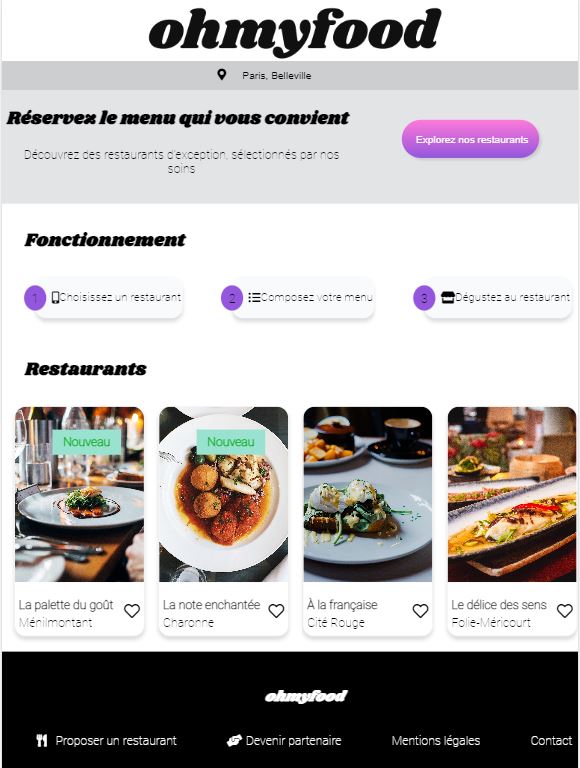 ohmyfood
Paris, Belleville
Réservez le menu qui vous convient
Découvrez des restaurants d'exception, sélectionnés par nos
soins
Explorez nos restaurants
Fonctionnement
1 Choisissez un restaurant
2 Composez votre menu
3 Dégustez au restaurant
Restaurants
Nouveau
Nouveau
La palette du goût
Ménilmontant
La note enchantée
Charonne
À la française
Cité Rouge
Le délice des sens
Folie-Méricourt
ohmyfood
Proposer un restaurant
Devenir partenaire
Mentions légales
Contact